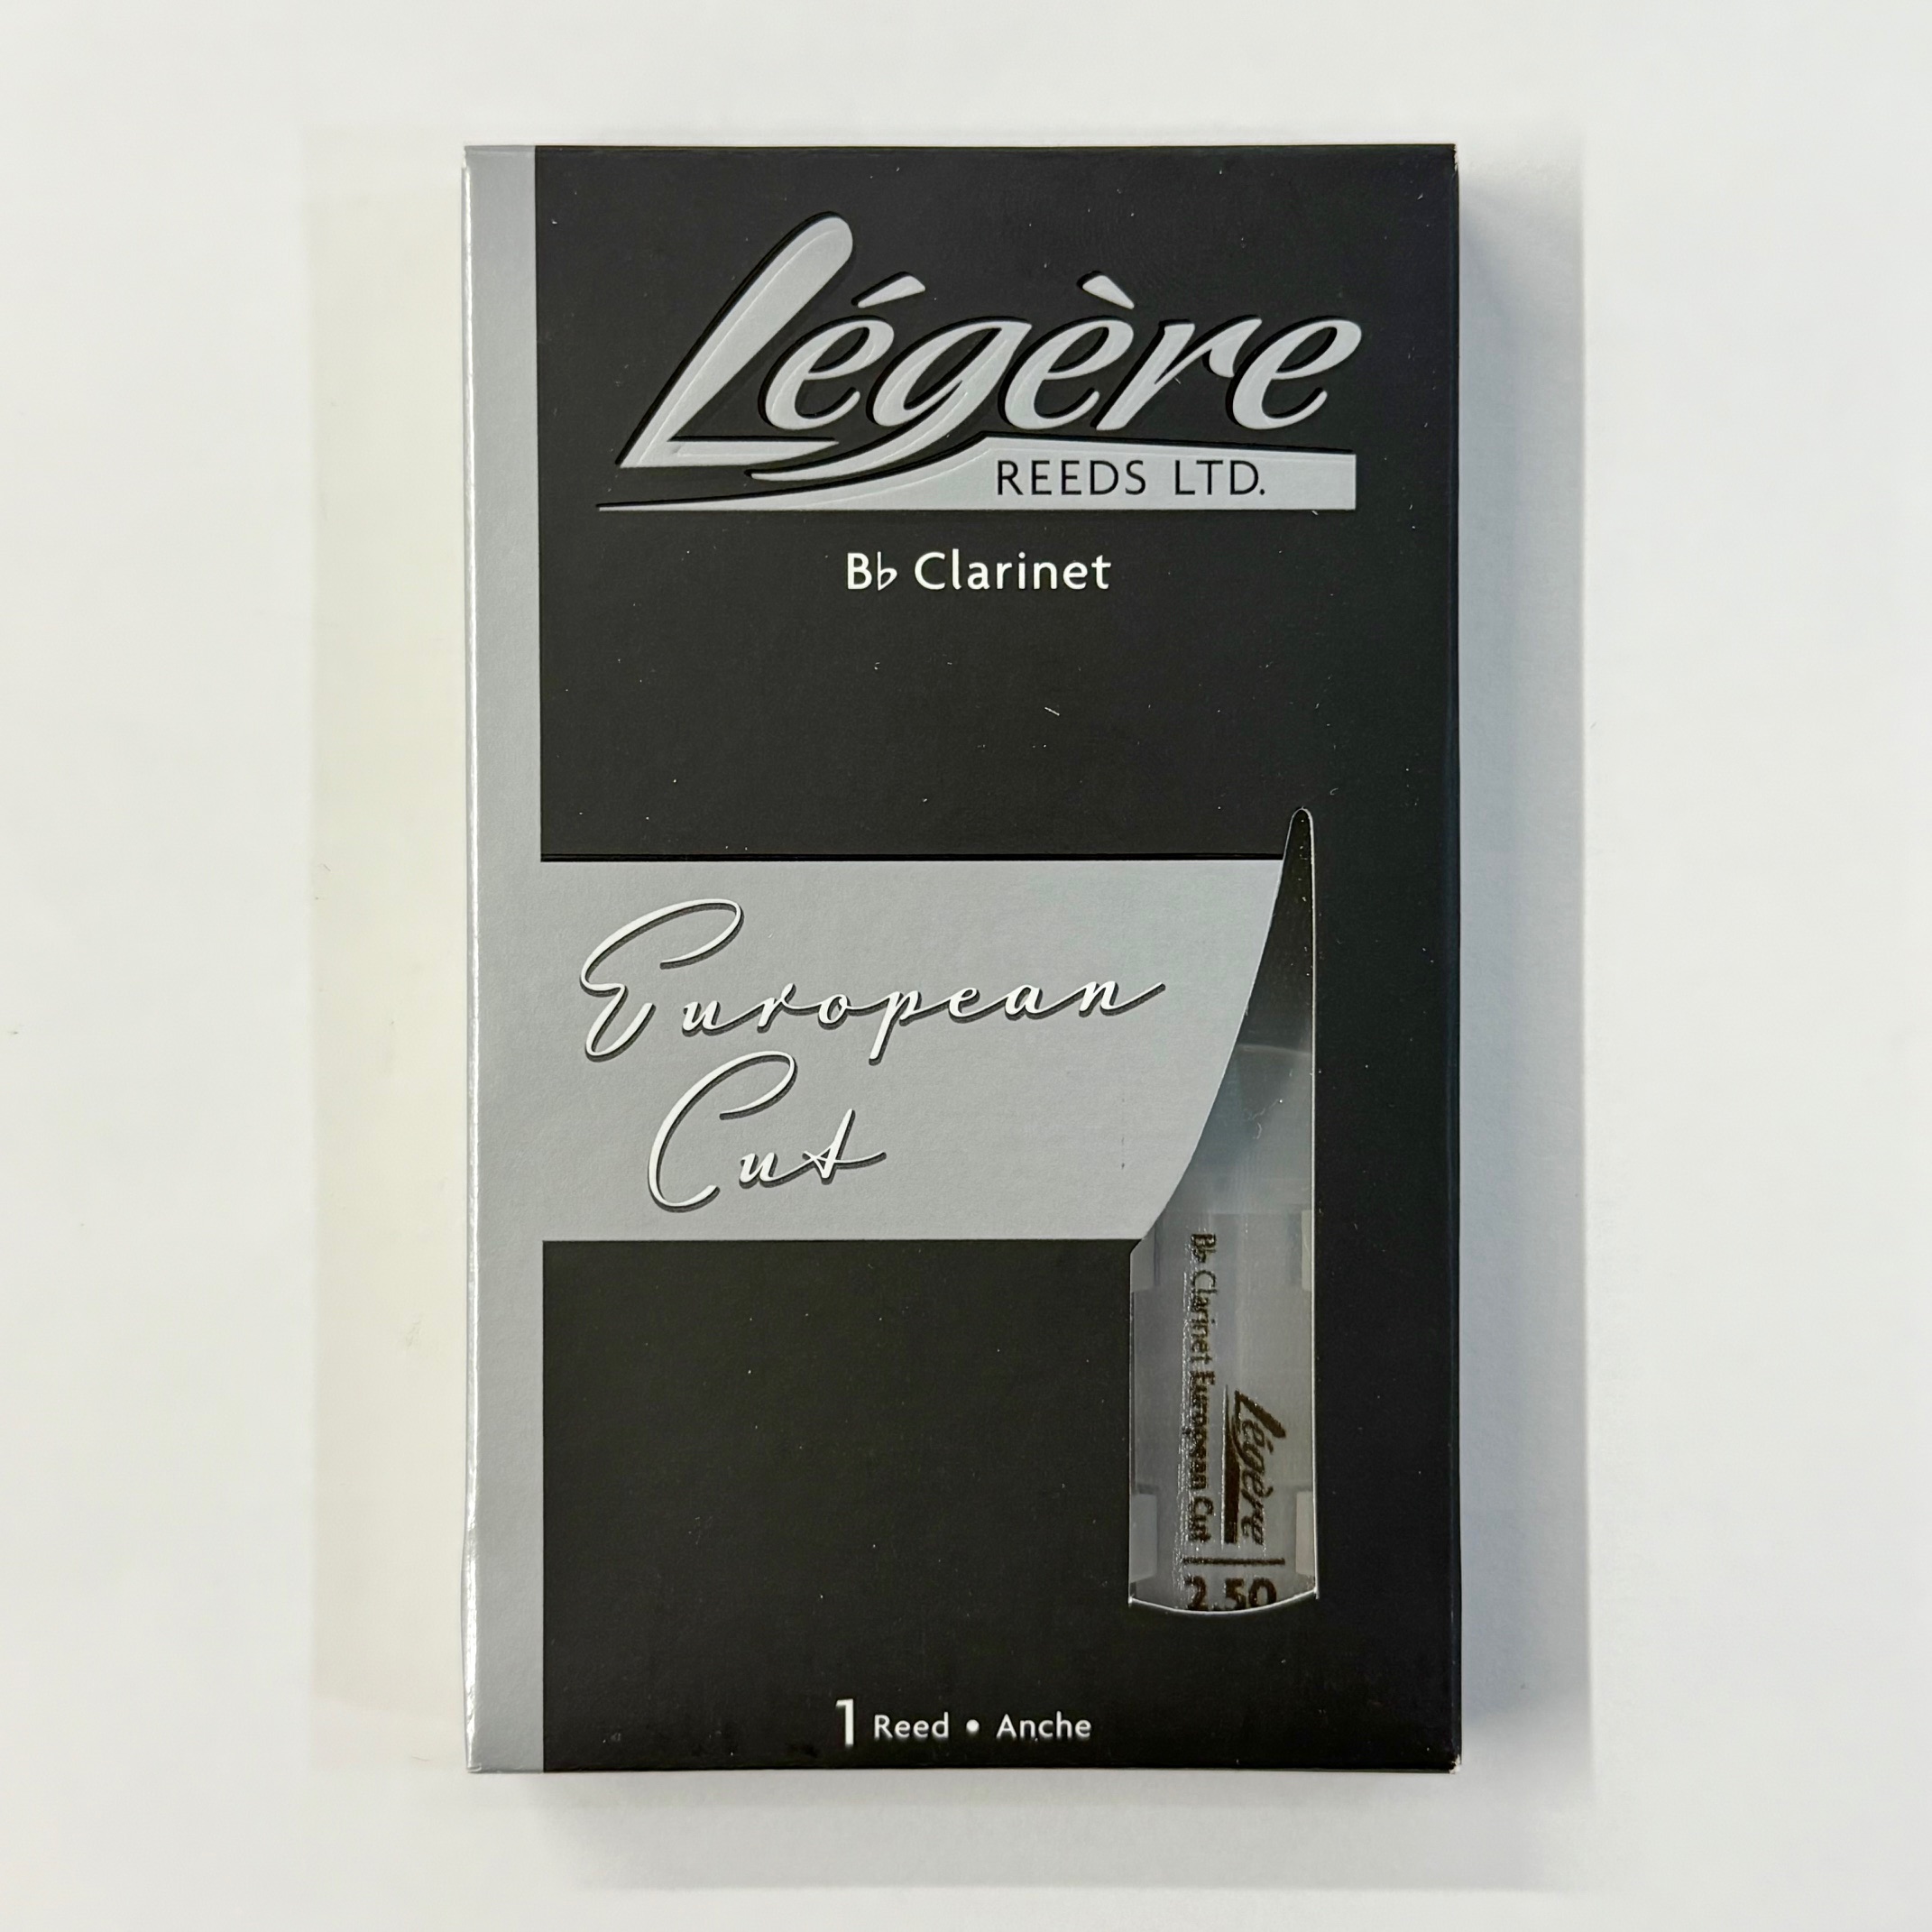 Légère
REEDS LTD.
B♭ Clarinet
European
Cut
B♭ Clarinet European Cut
Légère
2.50
1 Reed • Anche